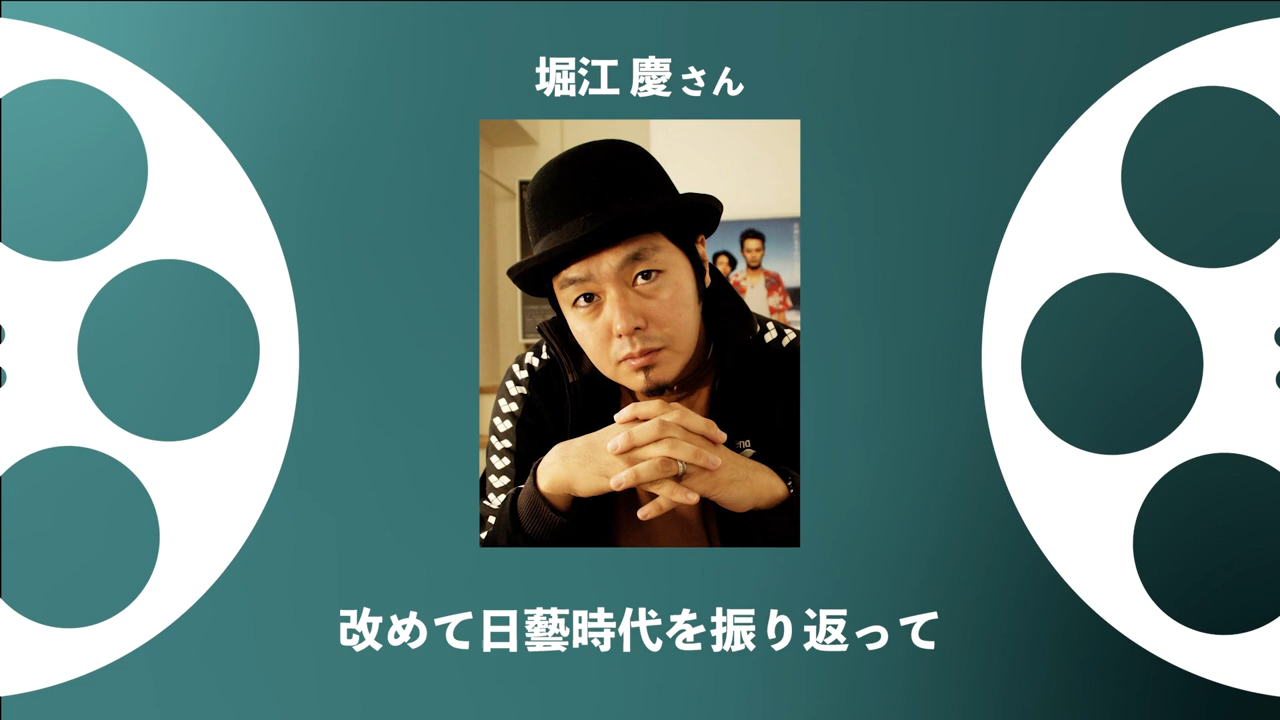 堀江 慶さん
改めて日藝時代を振り返って